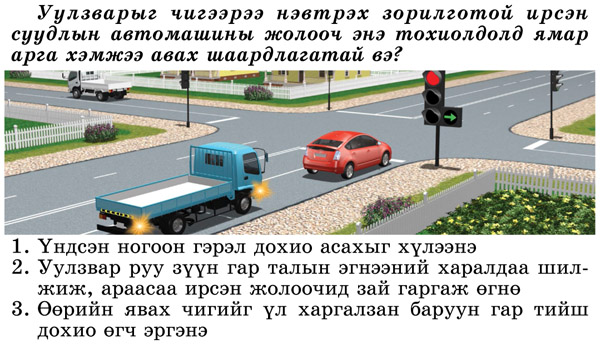 Уулзварыг чигээрээ нэвтрэх зорилготой ирсэн
суудлын автомашины жолооч энэ тохиолдолд ямар
арга хэмжээ авах шаардлагатай вэ?
1. Үндсэн ногоон гэрэл дохио асахыг хүлээнэ
2. Уулзвар руу зүүн гар талын эгнээний харалдаа шил-
жиж, араасаа ирсэн жолоочид зай гаргаж өгнө
3. Өөрийн явах чигийг үл харгалзан баруун гар тийш
дохио өгч эргэнэ